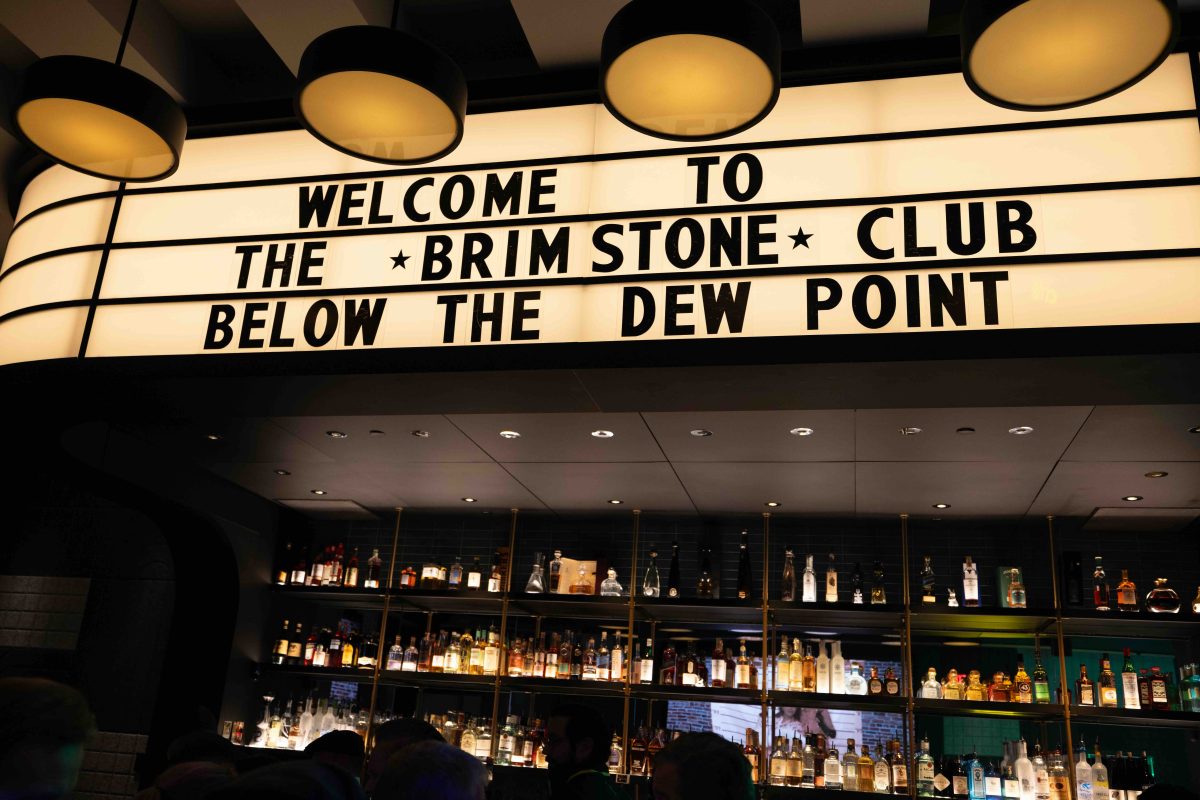 WELCOME TO
THE ★BRIMSTONE★ CLUB
BELOW THE DEW POINT